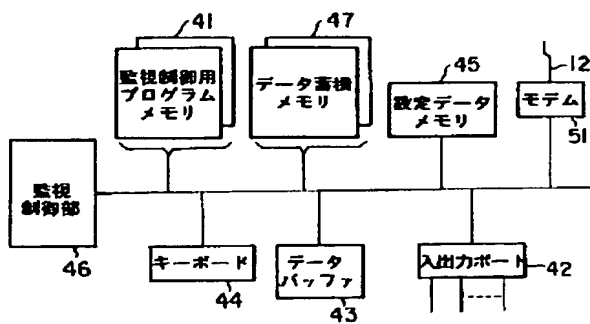 41
47
監視制御用
プログラム
メモリ
データ蓄積
メモリ
45
設定データ
メモリ
12
モデム
51
監視
制御部
46
キーボード
44
データ
バッファ
43
入出力ポート
42